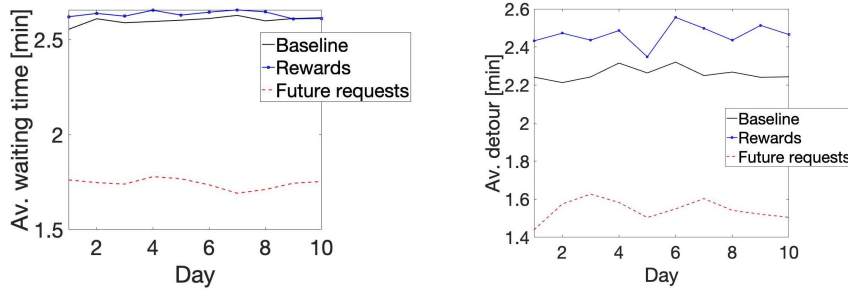 Av. waiting time [min]
2.5
2
1.5
2 4 6 8 10
Day
Baseline
Rewards
Future requests
Av. detour [min]
2.6
2.4
2.2
2
1.8
1.6
1.4
2 4 6 8 10
Day
Baseline
Rewards
Future requests